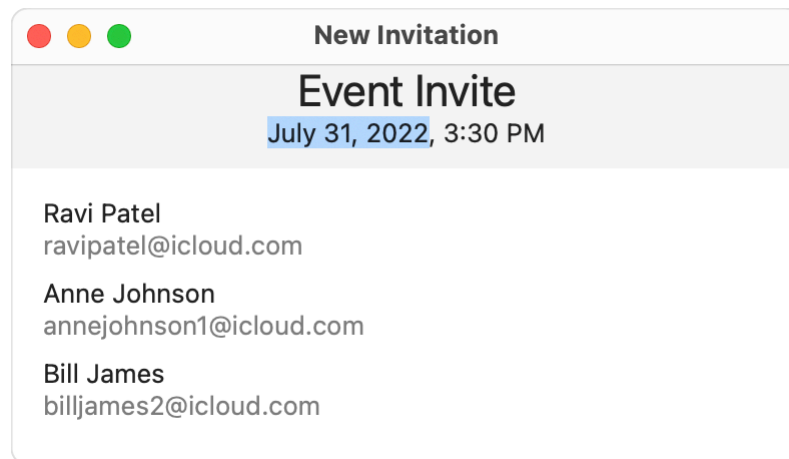 New Invitation
Event Invite
July 31, 2022, 3:30 PM
Ravi Patel
ravipatel@icloud.com
Anne Johnson
annejohnson1@icloud.com
Bill James
billjames2@icloud.com